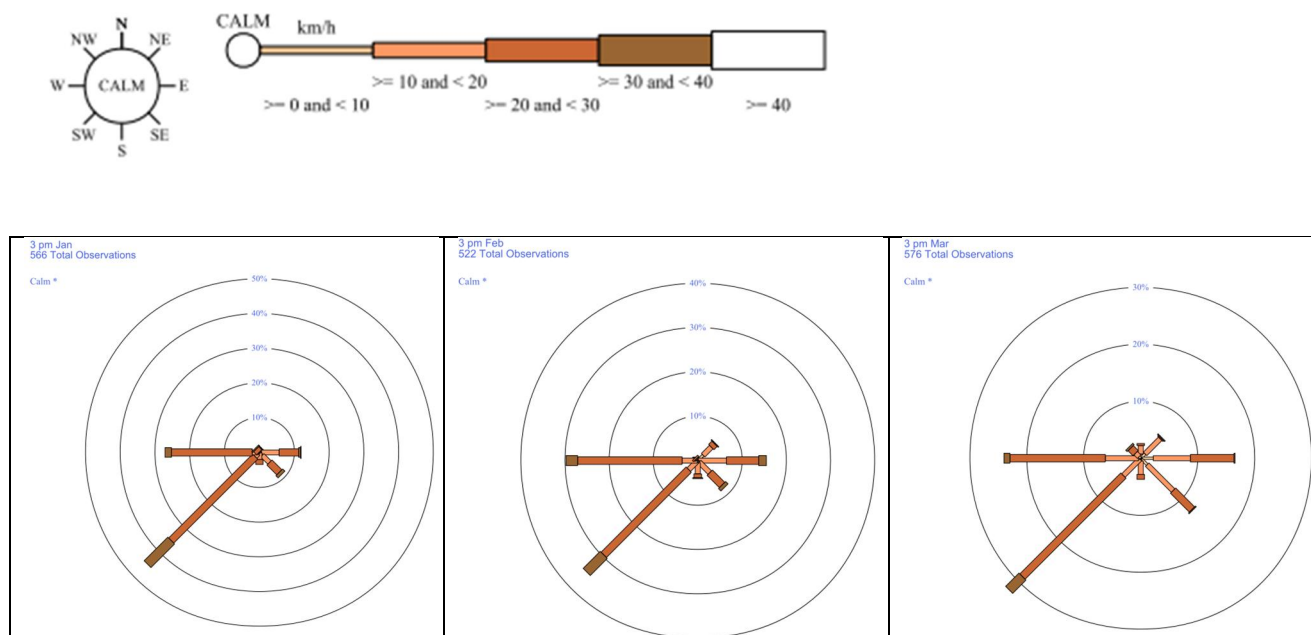 N
NW NE
W CALM E
SW SE
S
CALM
km/h
>= 10 and < 20 >= 30 and < 40
>= 0 and < 10 >= 20 and < 30 >= 40
3 pm Jan
566 Total Observations
Calm *
50%
40%
30%
20%
10%
3 pm Feb
522 Total Observations
Calm *
40%
30%
20%
10%
3 pm Mar
576 Total Observations
Calm *
30%
20%
10%